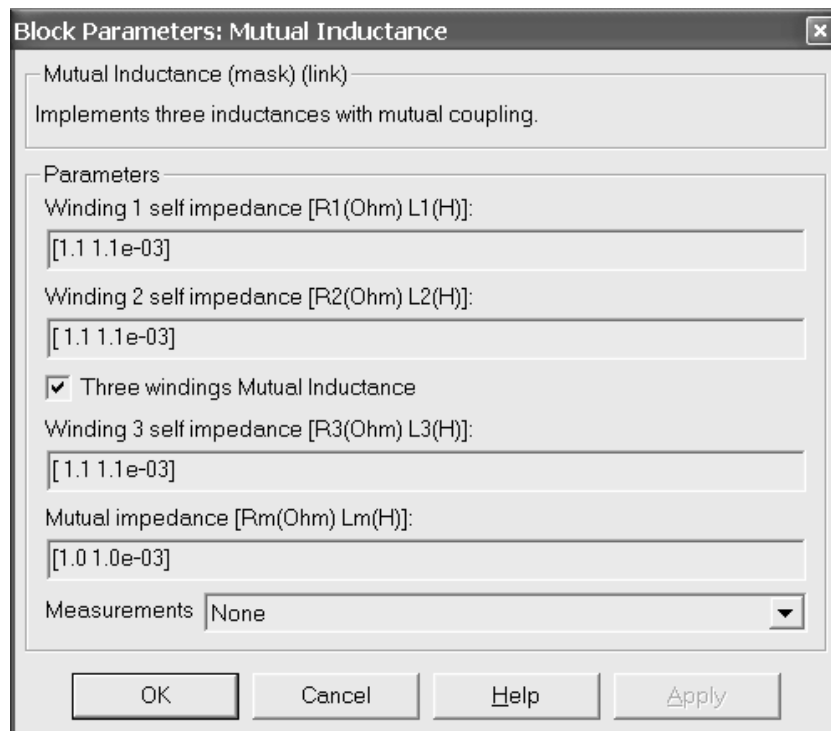 Block Parameters: Mutual Inductance
Mutual Inductance (mask) (link)
Implements three inductances with mutual coupling.
Parameters
Winding 1 self impedance [R1(Ohm) L1(H)]:
[1.1 1.1e-03]
Winding 2 self impedance [R2(Ohm) L2(H)]:
[ 1.1 1.1e-03]
Three windings Mutual Inductance
Winding 3 self impedance [R3(Ohm) L3(H)]:
[ 1.1 1.1e-03]
Mutual impedance [Rm(Ohm) Lm(H)]:
[1.0 1.0e-03]
Measurements None
OK Cancel Help Apply